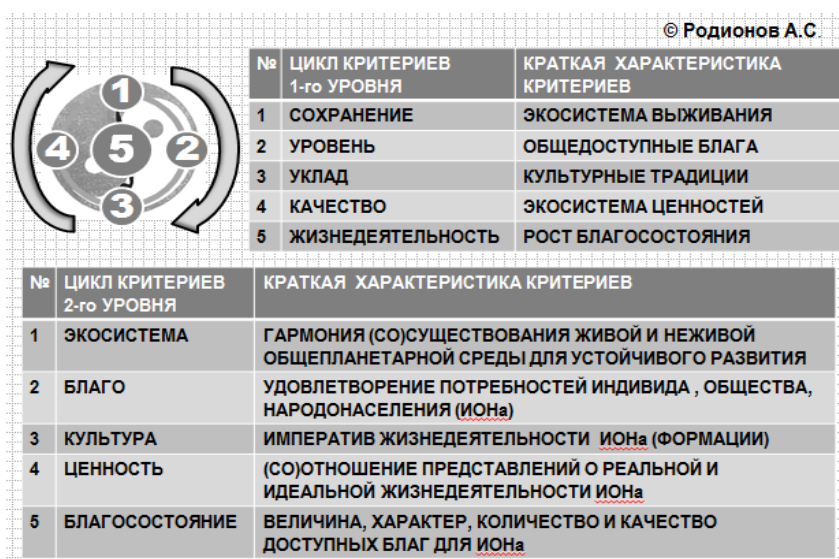 © Родионов А.С.
1
2
3
4
5
№ ЦИКЛ КРИТЕРИЕВ КРАТКАЯ ХАРАКТЕРИСТИКА
1-го УРОВНЯ КРИТЕРИЕВ
1 СОХРАНЕНИЕ ЭКОСИСТЕМА ВЫЖИВАНИЯ
2 УРОВЕНЬ ОБЩЕДОСТУПНЫЕ БЛАГА
3 УКЛАД КУЛЬТУРНЫЕ ТРАДИЦИИ
4 КАЧЕСТВО ЭКОСИСТЕМА ЦЕННОСТЕЙ
5 ЖИЗНЕДЕЯТЕЛЬНОСТЬ РОСТ БЛАГОСОСТОЯНИЯ
№ ЦИКЛ КРИТЕРИЕВ КРАТКАЯ ХАРАКТЕРИСТИКА КРИТЕРИЕВ
2-го УРОВНЯ
1 ЭКОСИСТЕМА ГАРМОНИЯ (СО)СУЩЕСТВОВАНИЯ ЖИВОЙ И НЕЖИВОЙ
ОБЩЕПЛАНЕТАРНОЙ СРЕДЫ ДЛЯ УСТОЙЧИВОГО РАЗВИТИЯ
2 БЛАГО УДОВЛЕТВОРЕНИЕ ПОТРЕБНОСТЕЙ ИНДИВИДА , ОБЩЕСТВА,
НАРОДОНАСЕЛЕНИЯ (ИОНа)
3 КУЛЬТУРА ИМПЕРАТИВ ЖИЗНЕДЕЯТЕЛЬНОСТИ ИОНа (ФОРМАЦИИ)
4 ЦЕННОСТЬ (СО)ОТНОШЕНИЕ ПРЕДСТАВЛЕНИЙ О РЕАЛЬНОЙ И
ИДЕАЛЬНОЙ ЖИЗНЕДЕЯТЕЛЬНОСТИ ИОНа
5 БЛАГОСОСТОЯНИЕ ВЕЛИЧИНА, ХАРАКТЕР, КОЛИЧЕСТВО И КАЧЕСТВО
ДОСТУПНЫХ БЛАГ ДЛЯ ИОНа